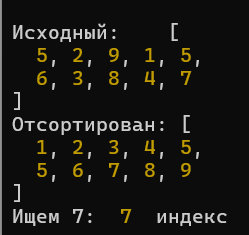 Исходный: [
5, 2, 9, 1, 5,
6, 3, 8, 4, 7
]
Отсортирован: [
1, 2, 3, 4, 5,
5, 6, 7, 8, 9
]
Ищем 7: 7 индекс